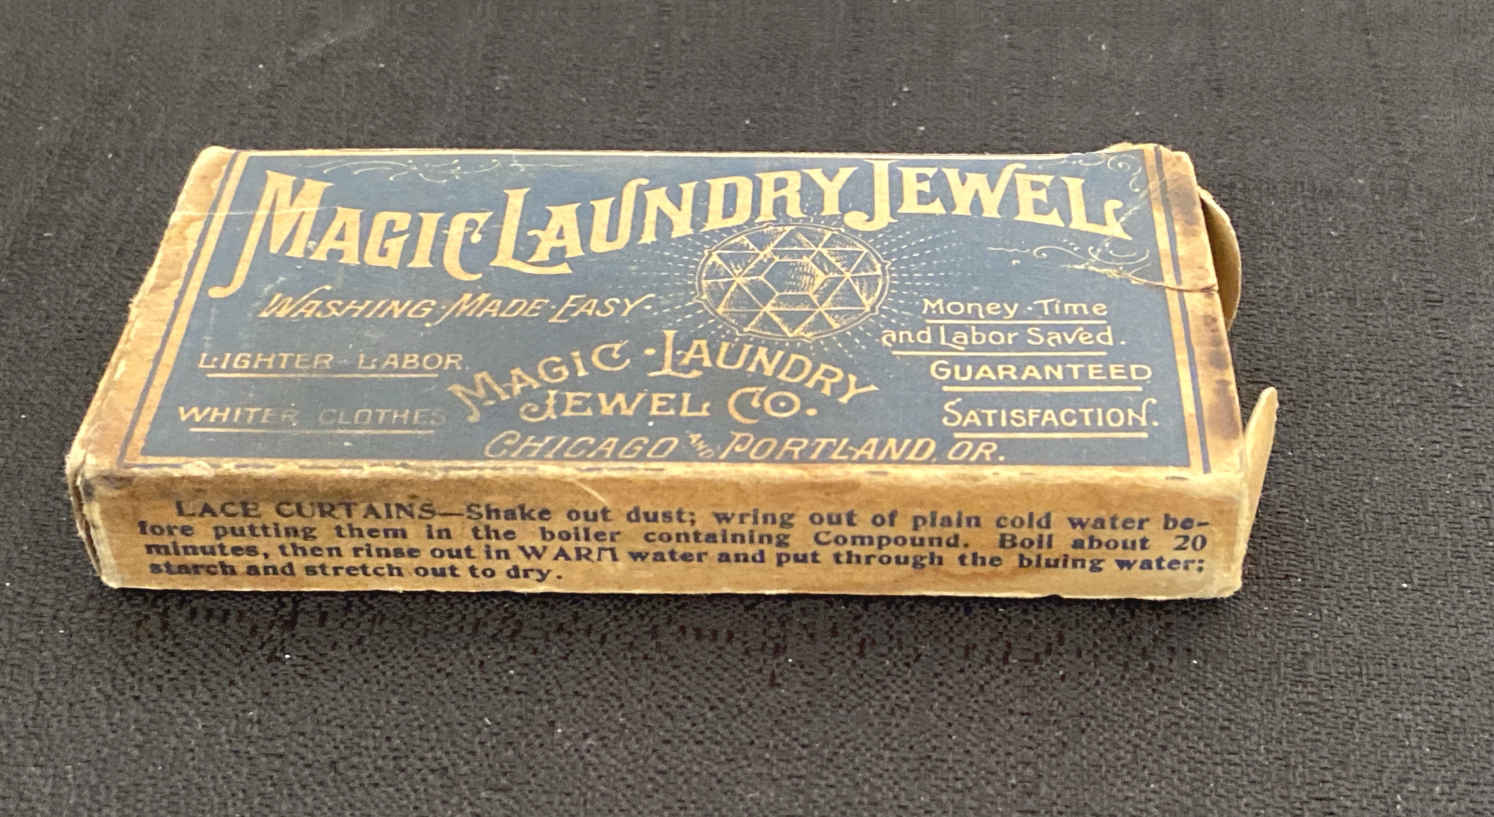 MAGIC LAUNDRY JEWEL
WASHING·MADE·EASY·
LIGHTER-LABOR.
WHITER CLOTHES
MAGIC·LAUNDRY
JEWEL CO.
CHICAGO AND PORTLAND, OR.
Money·Time
and Labor Saved.
GUARANTEED
SATISFACTION.
LACE CURTAINS—Shake out dust; wring out of plain cold water be-
fore putting them in the boiler containing Compound. Boil about 20
minutes, then rinse out in WARM water and put through the bluing water;
starch and stretch out to dry.